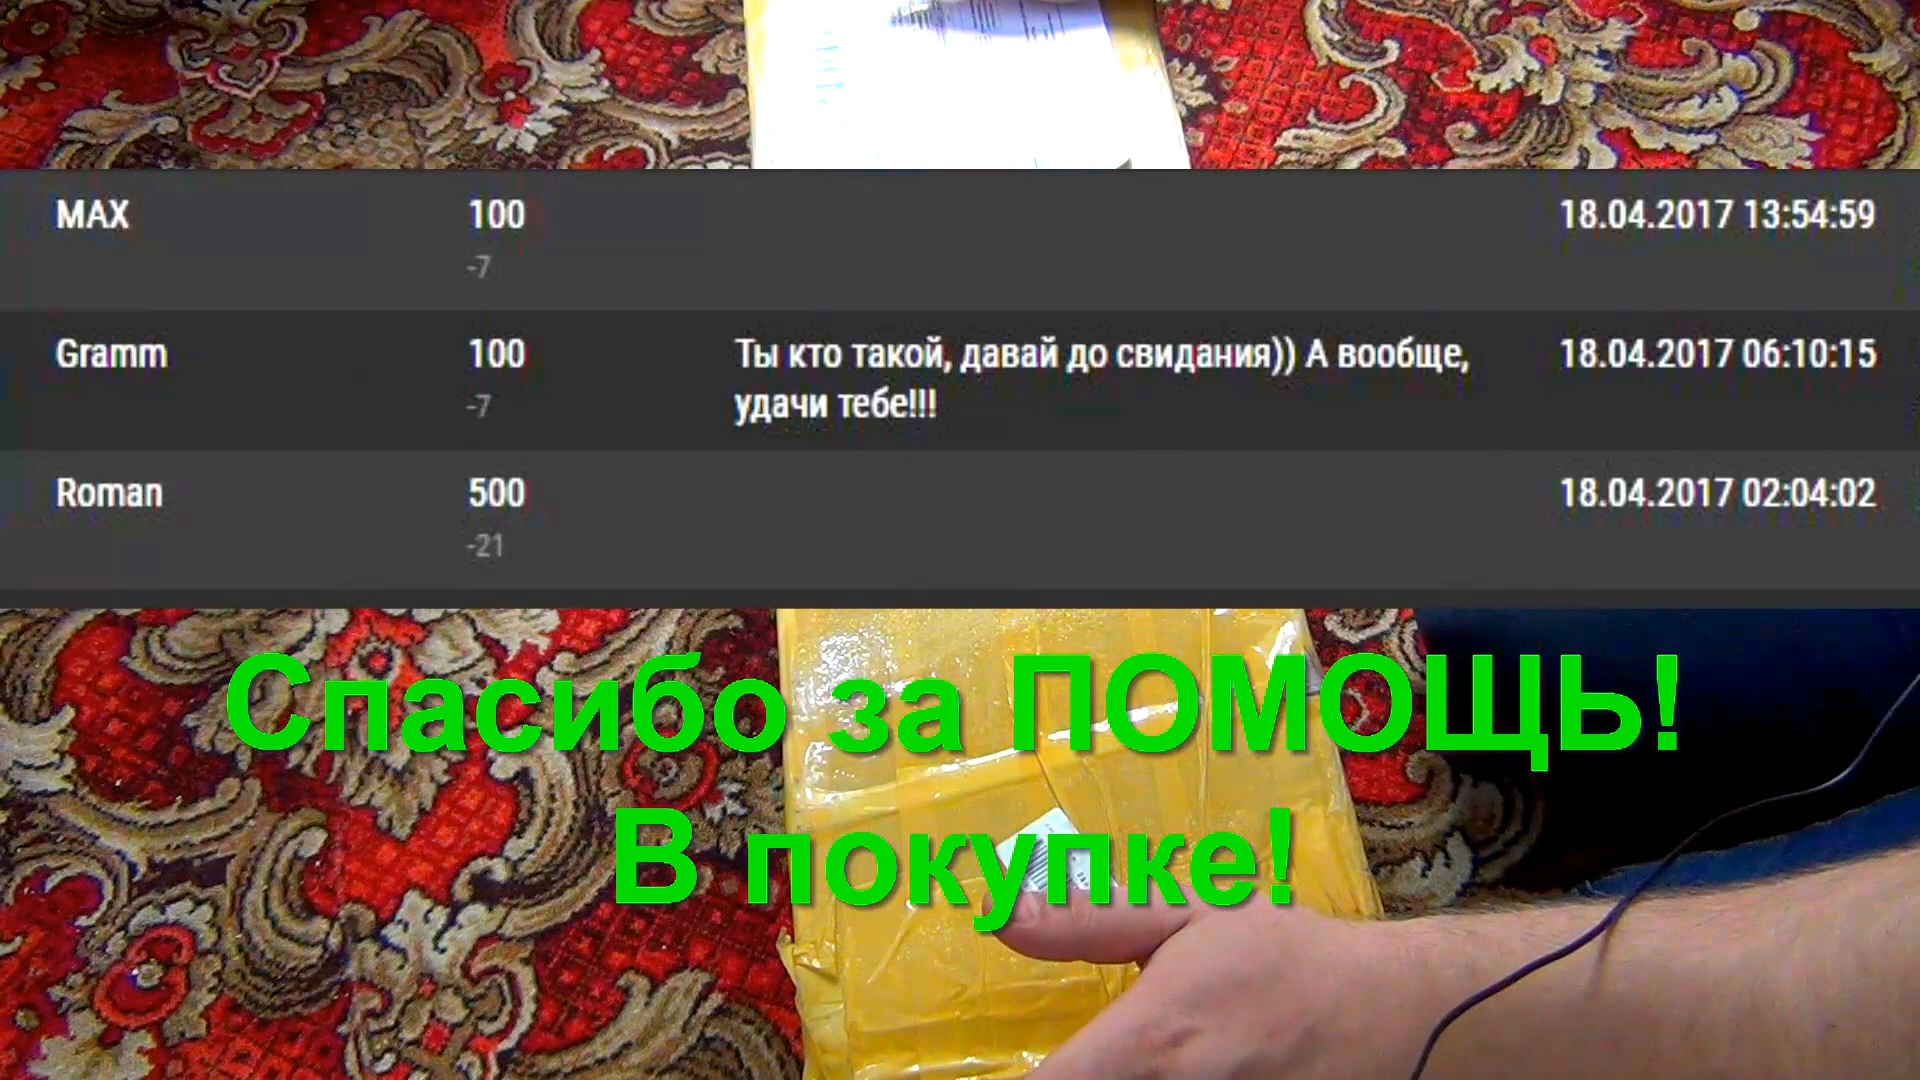 MAX 100 18.04.2017 13:54:59
-7
Gramm 100 Ты кто такой, давай до свидания)) А вообще, 18.04.2017 06:10:15
-7 удачи тебе!!!
Roman 500 18.04.2017 02:04:02
-21
Спасибо за ПОМОЩЬ!
В покупке!